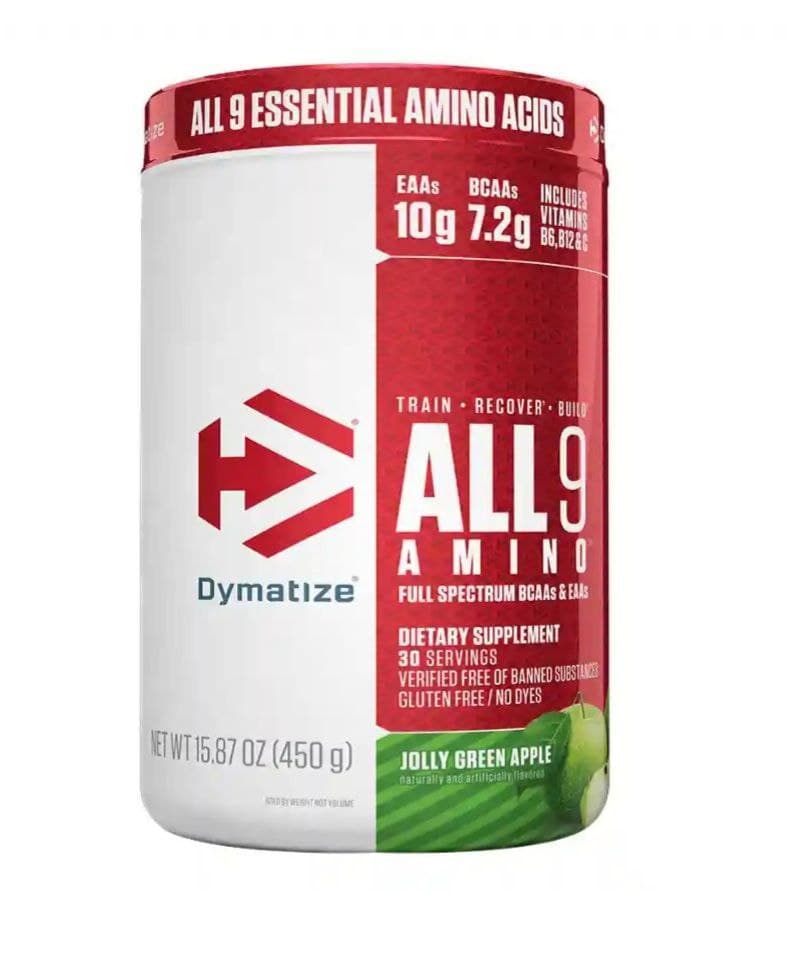 ALL 9 ESSENTIAL AMINO ACIDS
EAAs
10g
BCAAs
7.2g
INCLUDES
VITAMINS
B6, B12 & C
TRAIN • RECOVER • BUILD
ALL 9
AMINO
FULL SPECTRUM BCAAs & EAAs
Dymatize®
DIETARY SUPPLEMENT
30 SERVINGS
VERIFIED FREE OF BANNED SUBSTANCES
GLUTEN FREE / NO DYES
NET WT 15.87 OZ (450 g)
JOLLY GREEN APPLE
naturally and artificially flavored